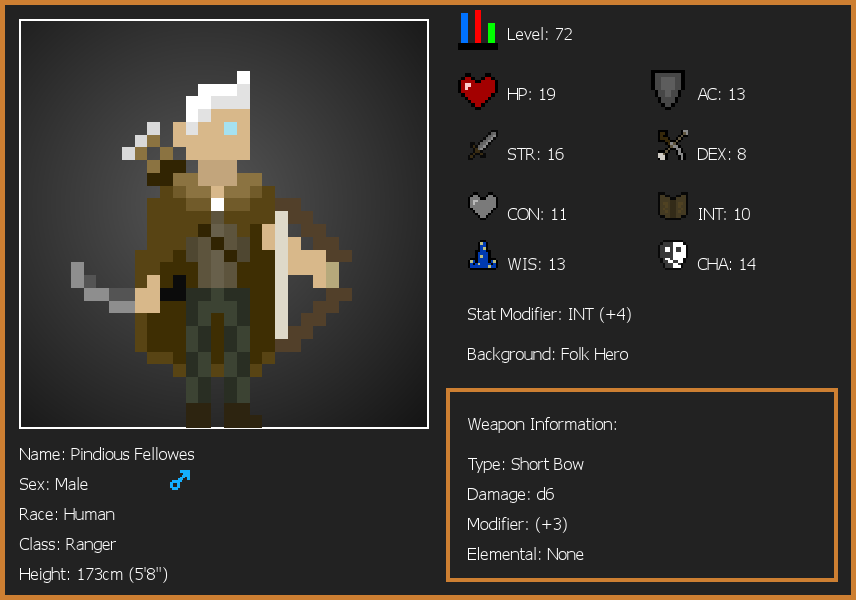 Level: 72
HP: 19
AC: 13
STR: 16
DEX: 8
CON: 11
INT: 10
WIS: 13
CHA: 14
Stat Modifier: INT (+4)
Background: Folk Hero
Weapon Information:
Type: Short Bow
Damage: d6
Modifier: (+3)
Elemental: None
Name: Pindious Fellowes
Sex: Male
Race: Human
Class: Ranger
Height: 173cm (5'8")